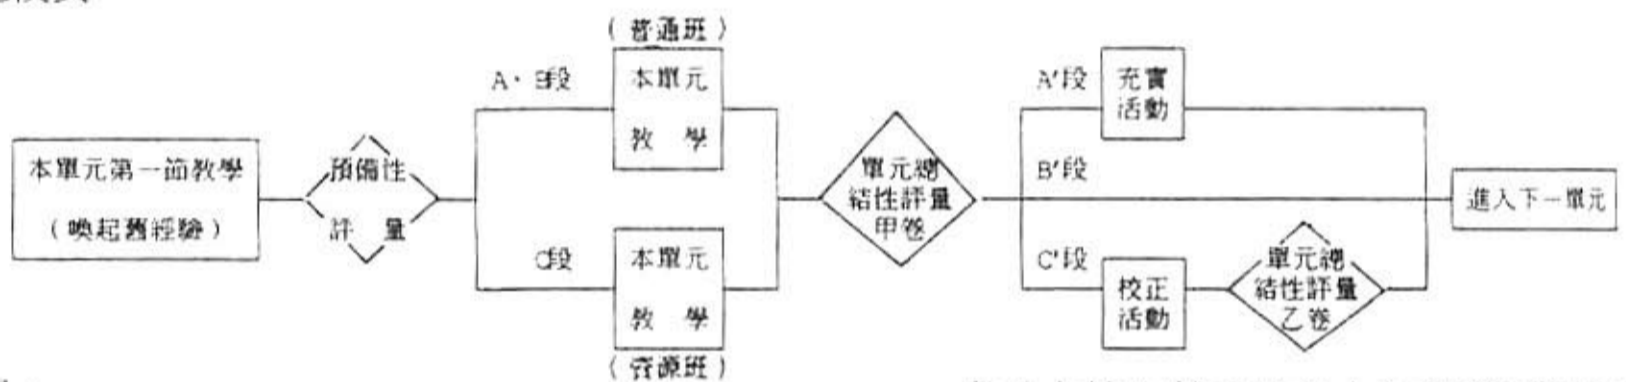 本單元第一節教學
(喚起舊經驗)
預備性
評量
A·B段
(普通班)
本單元
教學
C段
本單元
教學
(資源班)
單元總
結性評量
甲卷
A'段
充實
活動
B'段
C'段
校正
活動
單元總
結性評量
乙卷
進入下一單元